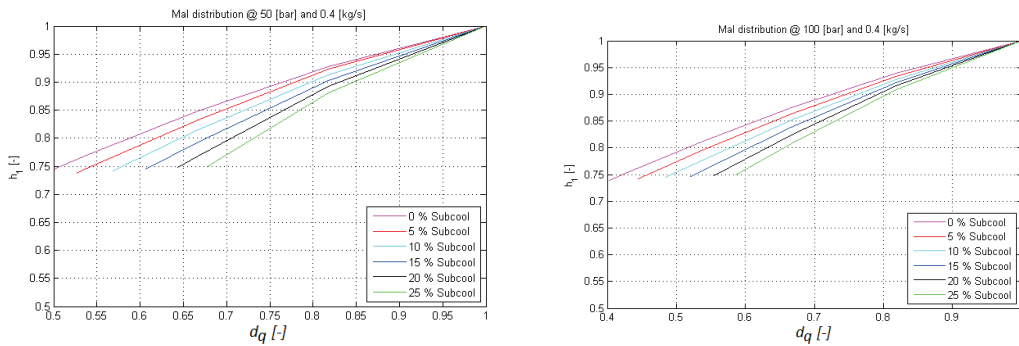 Mal distribution @ 50 [bar] and 0.4 [kg/s]
1
0.95
0.9
0.85
0.8
0.75
0.7
0.65
0.6
0.55
0.5
h1 [-]
0 % Subcool
5 % Subcool
10 % Subcool
15 % Subcool
20 % Subcool
25 % Subcool
0.5 0.55 0.6 0.65 0.7 0.75 0.8 0.85 0.9 0.95 1
dq [-]
Mal distribution @ 100 [bar] and 0.4 [kg/s]
1
0.95
0.9
0.85
0.8
0.75
0.7
0.65
0.6
0.55
0.5
h1 [-]
0 % Subcool
5 % Subcool
10 % Subcool
15 % Subcool
20 % Subcool
25 % Subcool
0.4 0.5 0.6 0.7 0.8 0.9
dq [-]